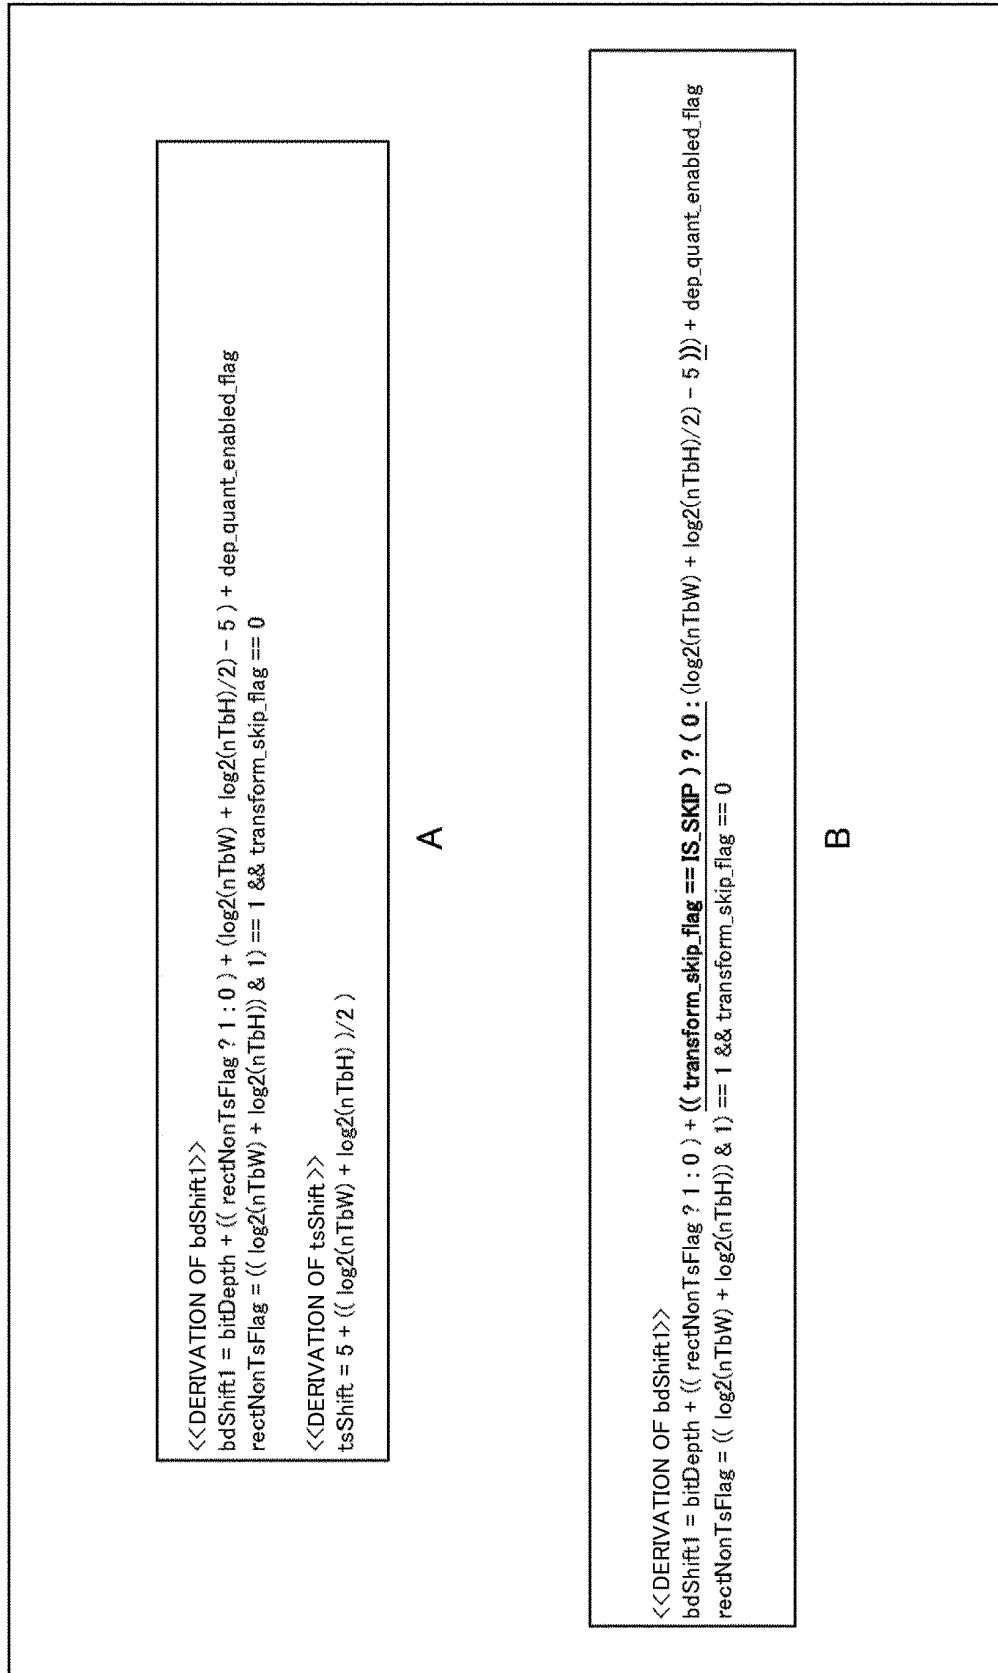 <<DERIVATION OF bdShift1>>
bdShift1 = bitDepth + (( rectNonTsFlag ? 1 : 0 ) + (log2(nTbW) + log2(nTbH)/2) − 5 ) + dep_quant_enabled_flag
rectNonTsFlag = (( log2(nTbW) + log2(nTbH)) & 1) == 1 && transform_skip_flag == 0
<<DERIVATION OF tsShift>>
tsShift = 5 + (( log2(nTbW) + log2(nTbH) )/2 )
A
<<DERIVATION OF bdShift1>>
bdShift1 = bitDepth + (( rectNonTsFlag ? 1 : 0 ) + (( transform_skip_flag == IS_SKIP ) ? ( 0 : (log2(nTbW) + log2(nTbH)/2) − 5 ))) + dep_quant_enabled_flag
rectNonTsFlag = (( log2(nTbW) + log2(nTbH)) & 1) == 1 && transform_skip_flag == 0
B